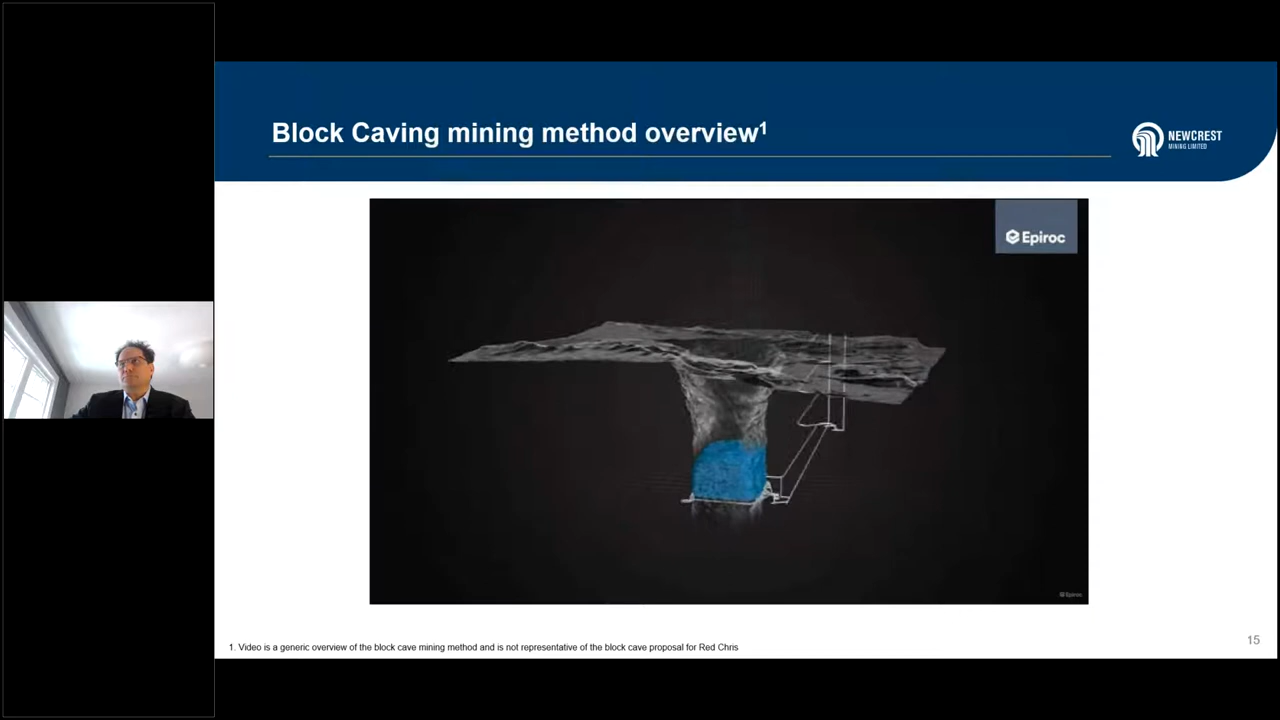 Block Caving mining method overview¹
NEWCREST
MINING LIMITED
Epiroc
Epiroc
15
1. Video is a generic overview of the block cave mining method and is not representative of the block cave proposal for Red Chris